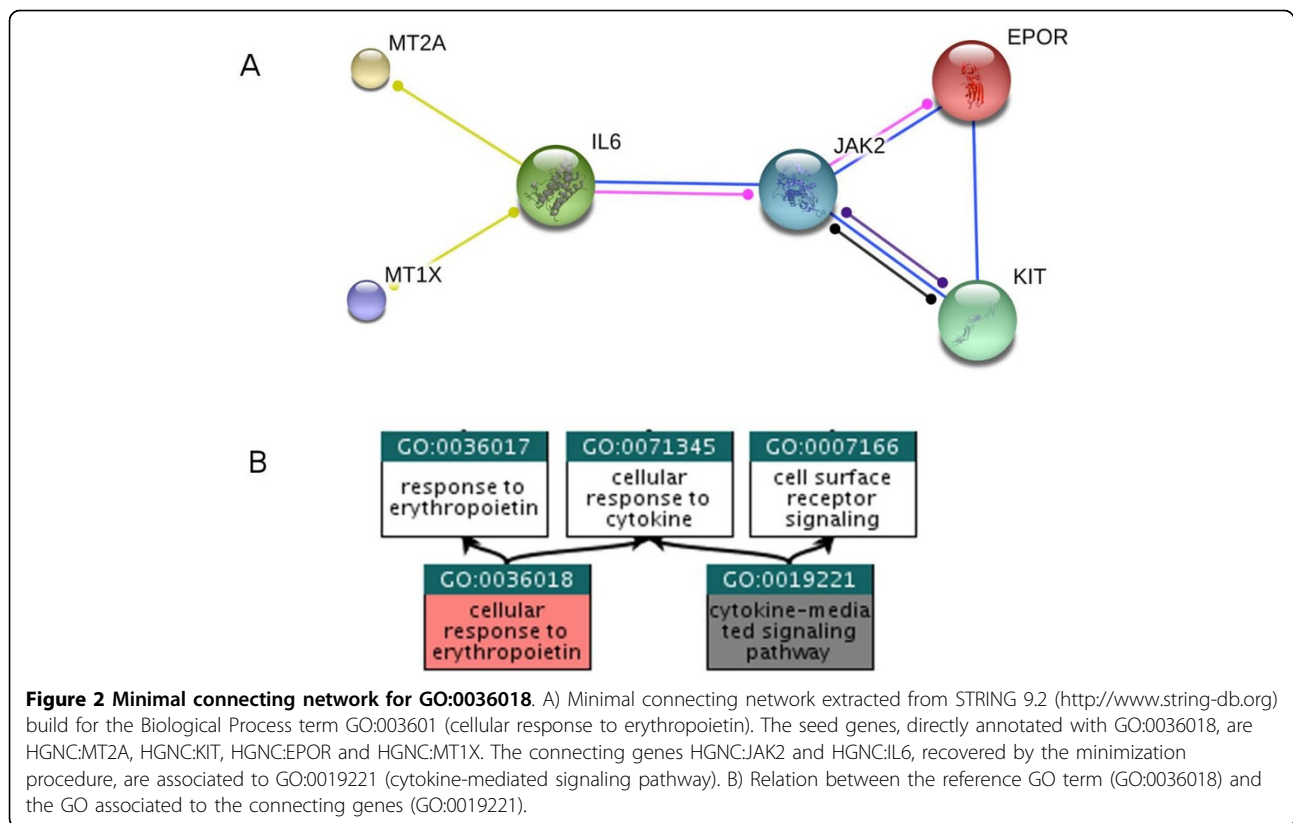 A
MT2A
EPOR
IL6
JAK2
MT1X
KIT
B
GO:0036017
response to
erythropoietin
GO:0071345
cellular
response to
cytokine
GO:0007166
cell surface
receptor
signaling
GO:0036018
cellular
response to
erythropoietin
GO:0019221
cytokine-media
ted signaling
pathway
Figure 2 Minimal connecting network for GO:0036018. A) Minimal connecting network extracted from STRING 9.2 (http://www.string-db.org)
build for the Biological Process term GO:003601 (cellular response to erythropoietin). The seed genes, directly annotated with GO:0036018, are
HGNC:MT2A, HGNC:KIT, HGNC:EPOR and HGNC:MT1X. The connecting genes HGNC:JAK2 and HGNC:IL6, recovered by the minimization
procedure, are associated to GO:0019221 (cytokine-mediated signaling pathway). B) Relation between the reference GO term (GO:0036018) and
the GO associated to the connecting genes (GO:0019221).